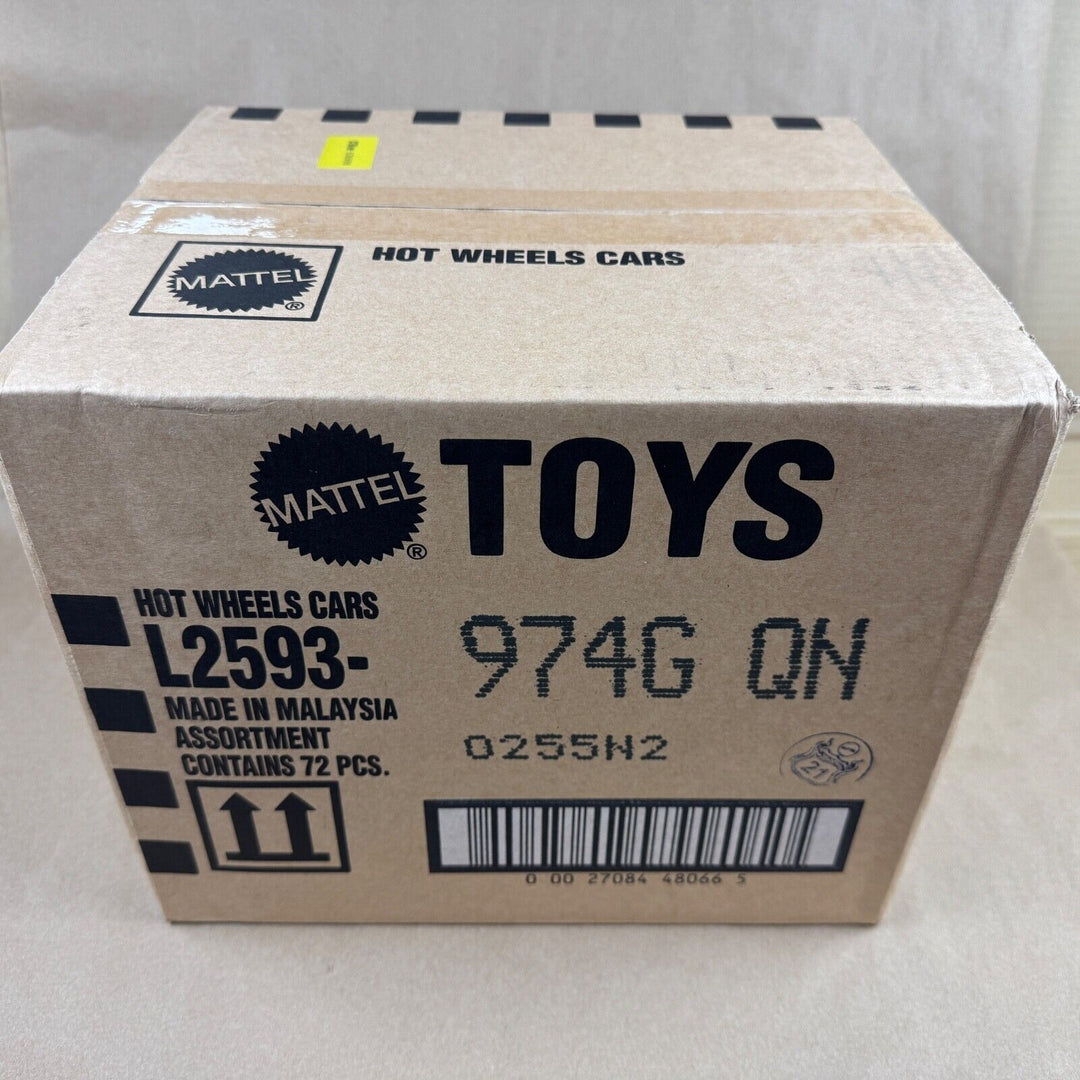 MATTEL
®
HOT WHEELS CARS
MATTEL ® TOYS
HOT WHEELS CARS
L2593-
974G QN
MADE IN MALAYSIA
ASSORTMENT
CONTAINS 72 PCS.
0255N2
21
0 00 27084 48066 5